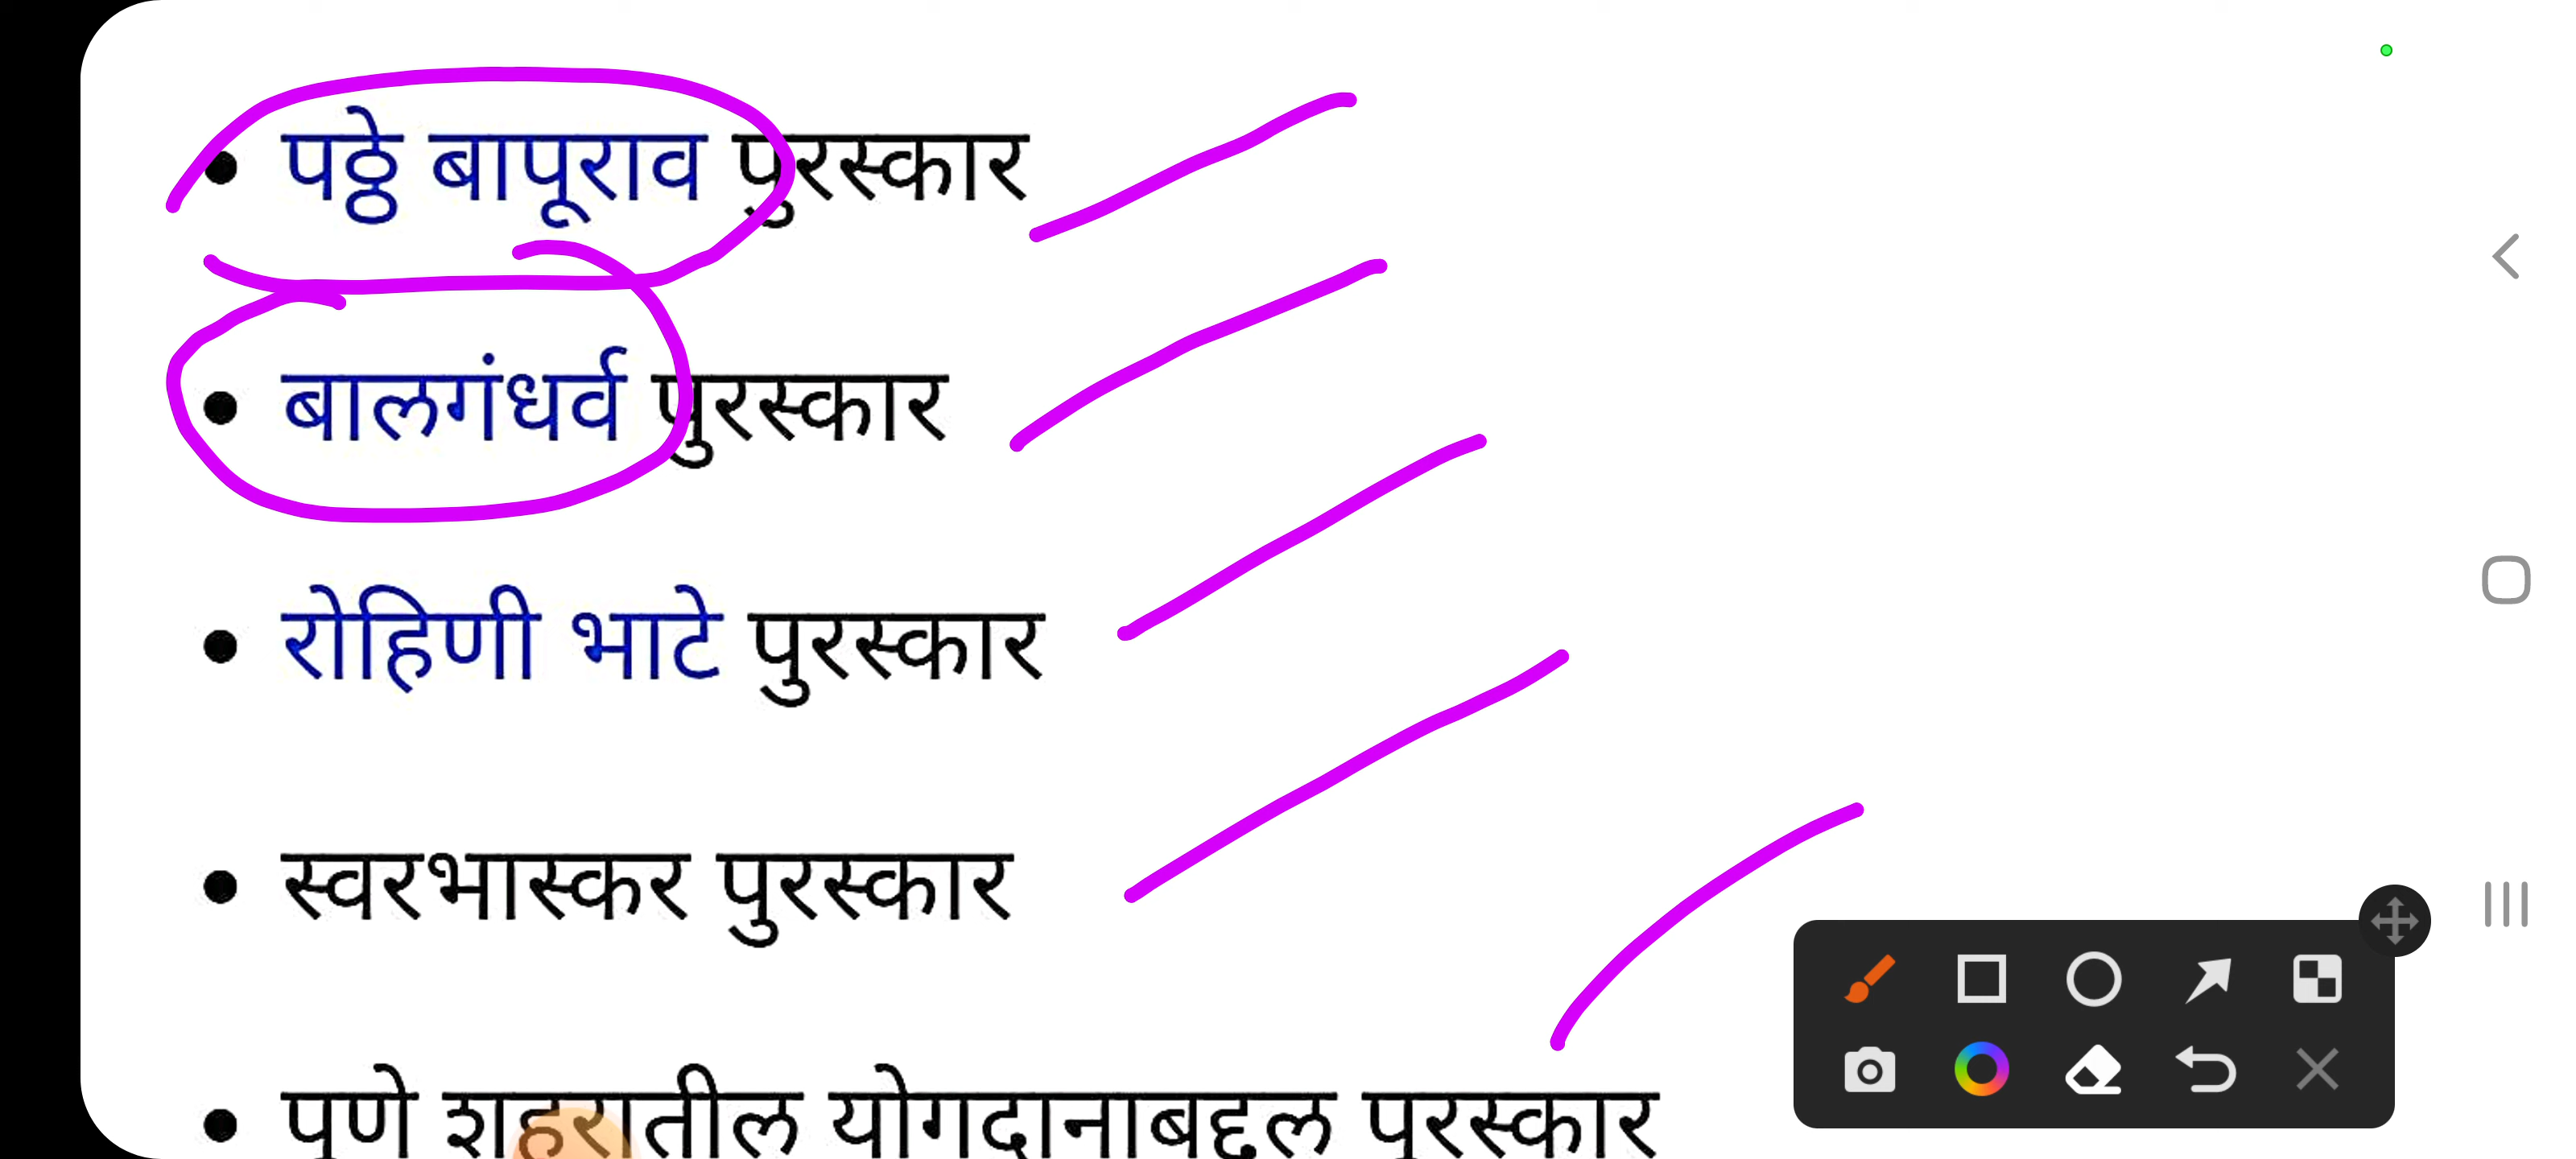 • पठ्ठे बापूराव पुरस्कार
• बालगंधर्व पुरस्कार
• रोहिणी भाटे पुरस्कार
• स्वरभास्कर पुरस्कार
• पुणे शहरातील योगदानाबद्दल पुरस्कार